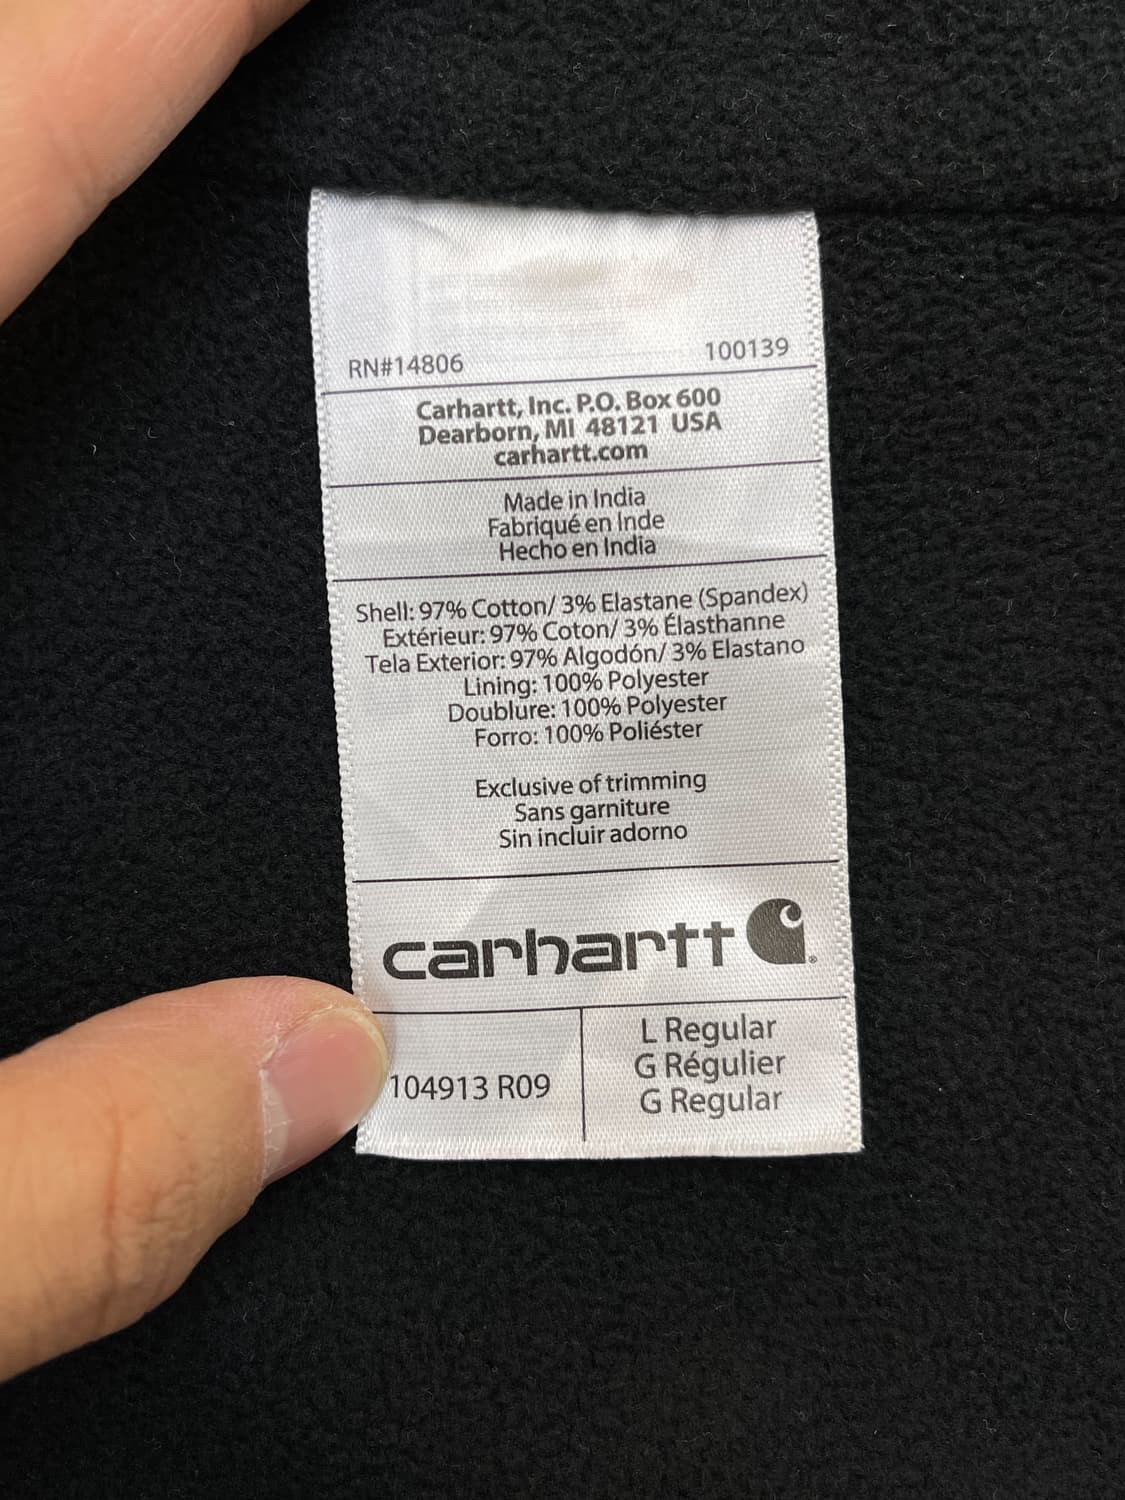 RN#14806 100139
Carhartt, Inc. P.O. Box 600
Dearborn, MI 48121 USA
carhartt.com
Made in India
Fabriqué en Inde
Hecho en India
Shell: 97% Cotton/ 3% Elastane (Spandex)
Extérieur: 97% Coton/ 3% Élasthanne
Tela Exterior: 97% Algodón/ 3% Elastano
Lining: 100% Polyester
Doublure: 100% Polyester
Forro: 100% Poliéster
Exclusive of trimming
Sans garniture
Sin incluir adorno
carhartt ®
104913 R09
L Regular
G Régulier
G Regular